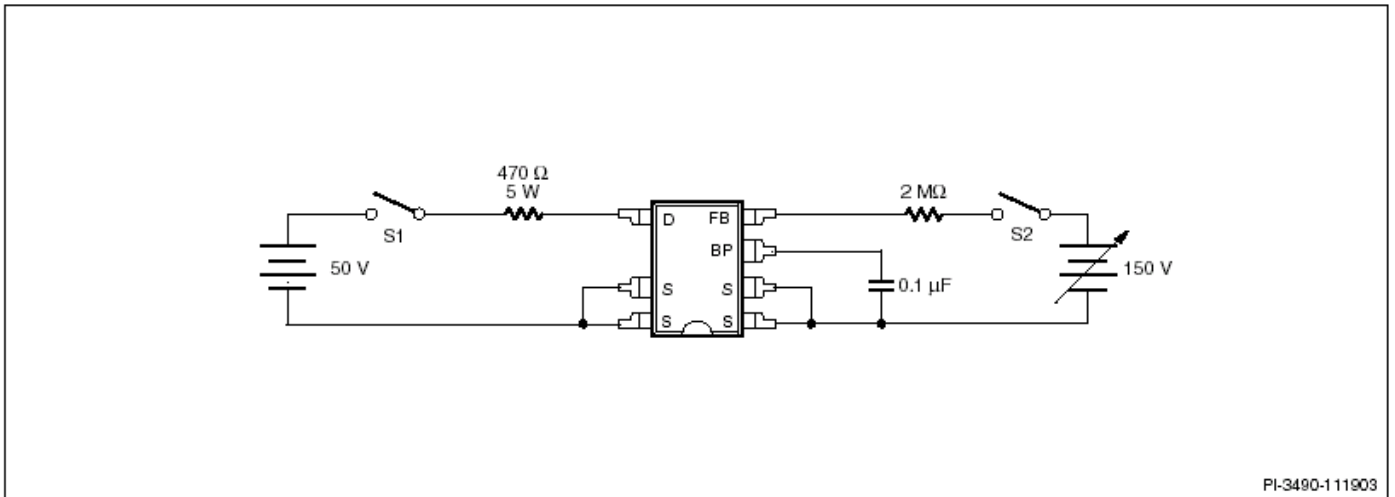 470 Ω
5 W
S1
50 V
D
FB
BP
S
S
S
S
2 MΩ
S2
150 V
0.1 µF
PI-3490-111903